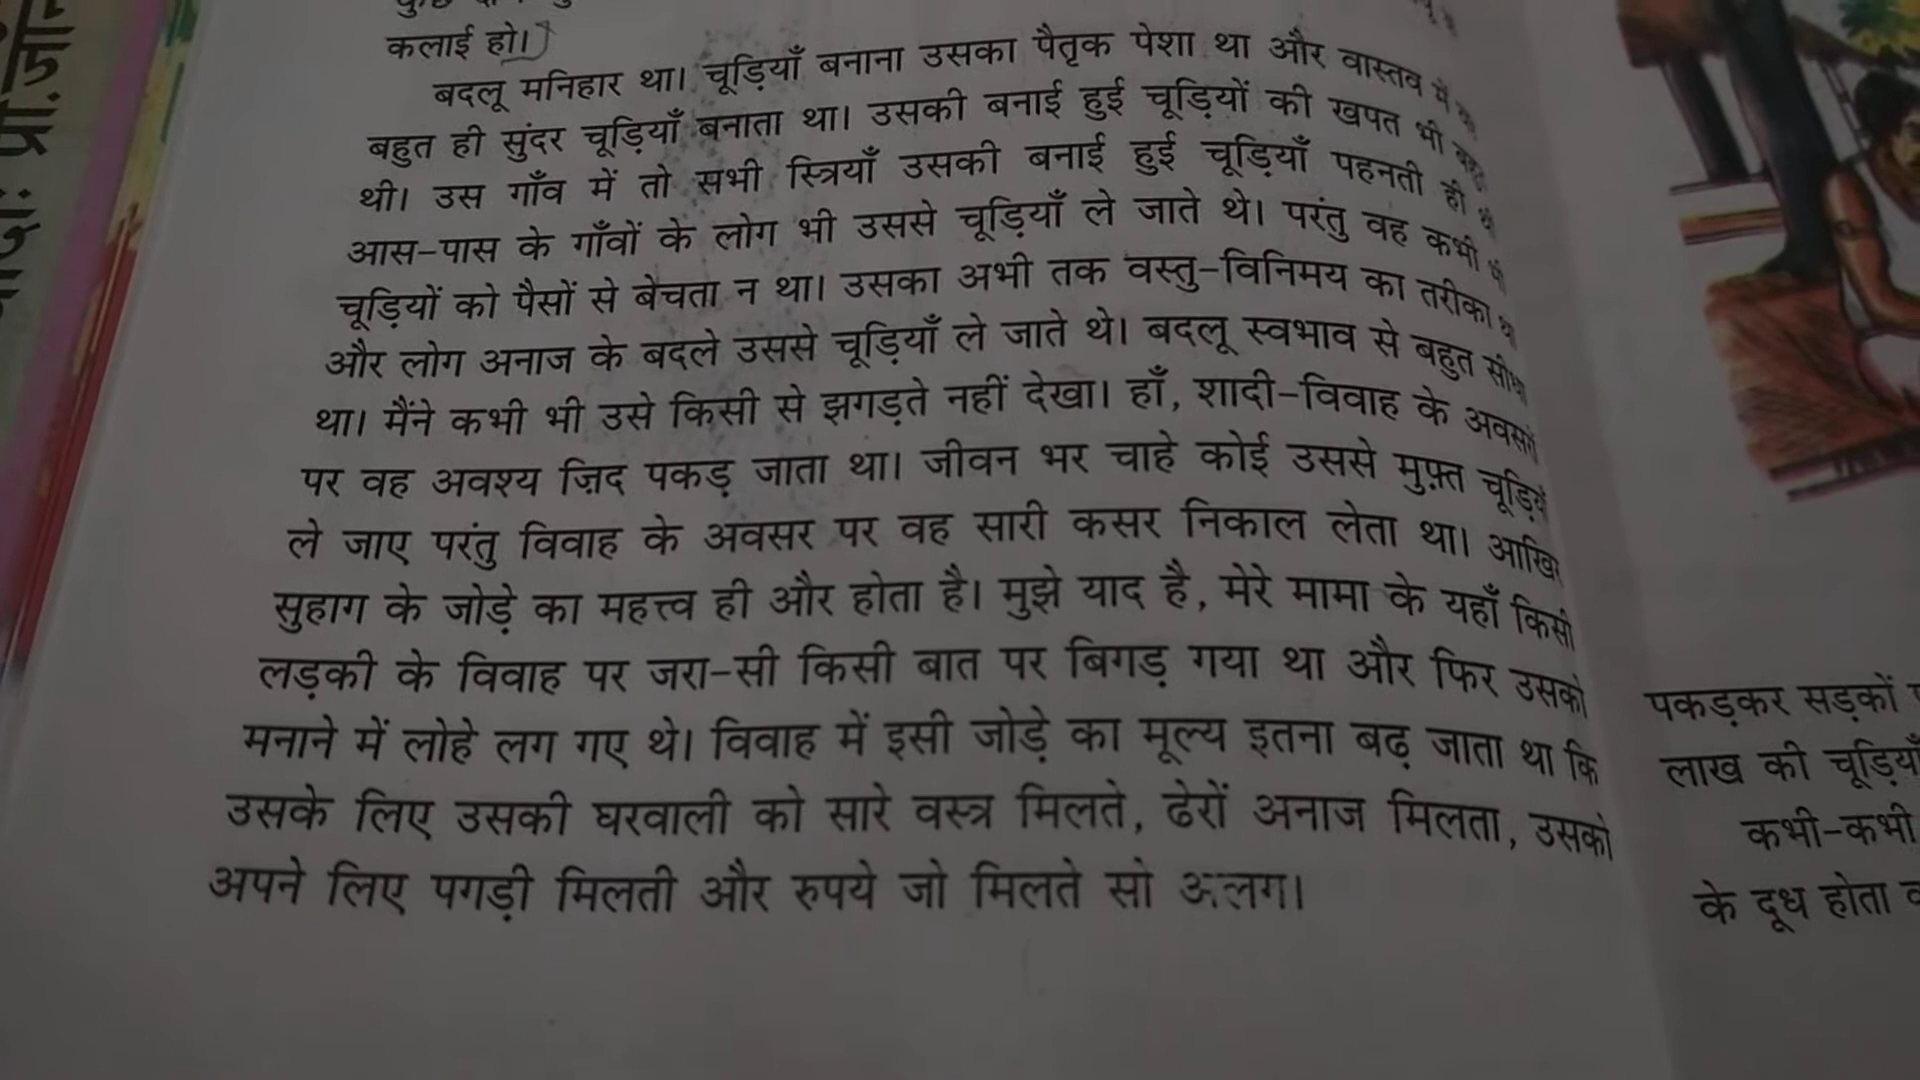 कलाई हो।
बदलू मनिहार था। चूड़ियाँ बनाना उसका पैतृक पेशा था और वास्तव में
बहुत ही सुंदर चूड़ियाँ बनाता था। उसकी बनाई हुई चूड़ियों की खपत भी
थी। उस गाँव में तो सभी स्त्रियाँ उसकी बनाई हुई चूड़ियाँ पहनती ही
आस-पास के गाँवों के लोग भी उससे चूड़ियाँ ले जाते थे। परंतु वह कभी भी
चूड़ियों को पैसों से बेचता न था। उसका अभी तक वस्तु-विनिमय का तरीका था
और लोग अनाज के बदले उससे चूड़ियाँ ले जाते थे। बदलू स्वभाव से बहुत सीधा
था। मैंने कभी भी उसे किसी से झगड़ते नहीं देखा। हाँ, शादी-विवाह के अवसरों
पर वह अवश्य ज़िद पकड़ जाता था। जीवन भर चाहे कोई उससे मुफ़्त चूड़ियाँ
ले जाए परंतु विवाह के अवसर पर वह सारी कसर निकाल लेता था। आखिर
सुहाग के जोड़े का महत्त्व ही और होता है। मुझे याद है, मेरे मामा के यहाँ किसी
लड़की के विवाह पर जरा-सी किसी बात पर बिगड़ गया था और फिर उसको
मनाने में लोहे लग गए थे। विवाह में इसी जोड़े का मूल्य इतना बढ़ जाता था कि
उसके लिए उसकी घरवाली को सारे वस्त्र मिलते, ढेरों अनाज मिलता, उसको
अपने लिए पगड़ी मिलती और रुपये जो मिलते सो अलग।
पकड़कर सड़कों
लाख की चूड़ियाँ
कभी-कभी
के दूध होता